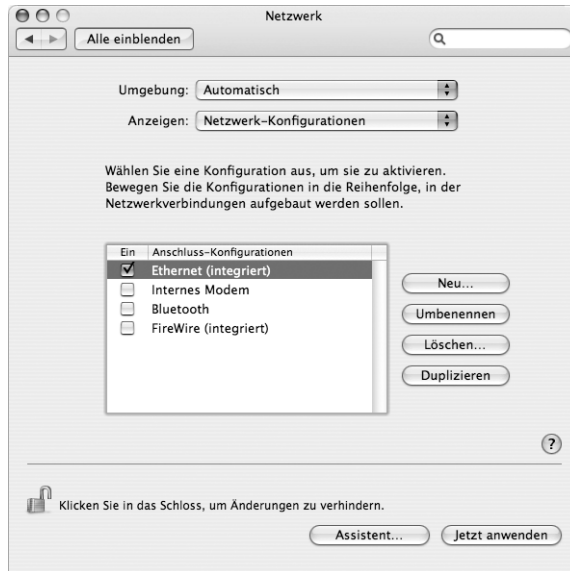 Netzwerk
Alle einblenden
Umgebung: Automatisch
Anzeigen: Netzwerk-Konfigurationen
Wählen Sie eine Konfiguration aus, um sie zu aktivieren.
Bewegen Sie die Konfigurationen in die Reihenfolge, in der
Netzwerkverbindungen aufgebaut werden sollen.
Ein Anschluss-Konfigurationen
Ethernet (integriert)
Internes Modem
Bluetooth
FireWire (integriert)
Neu...
Umbenennen
Löschen...
Duplizieren
?
Klicken Sie in das Schloss, um Änderungen zu verhindern.
Assistent... Jetzt anwenden